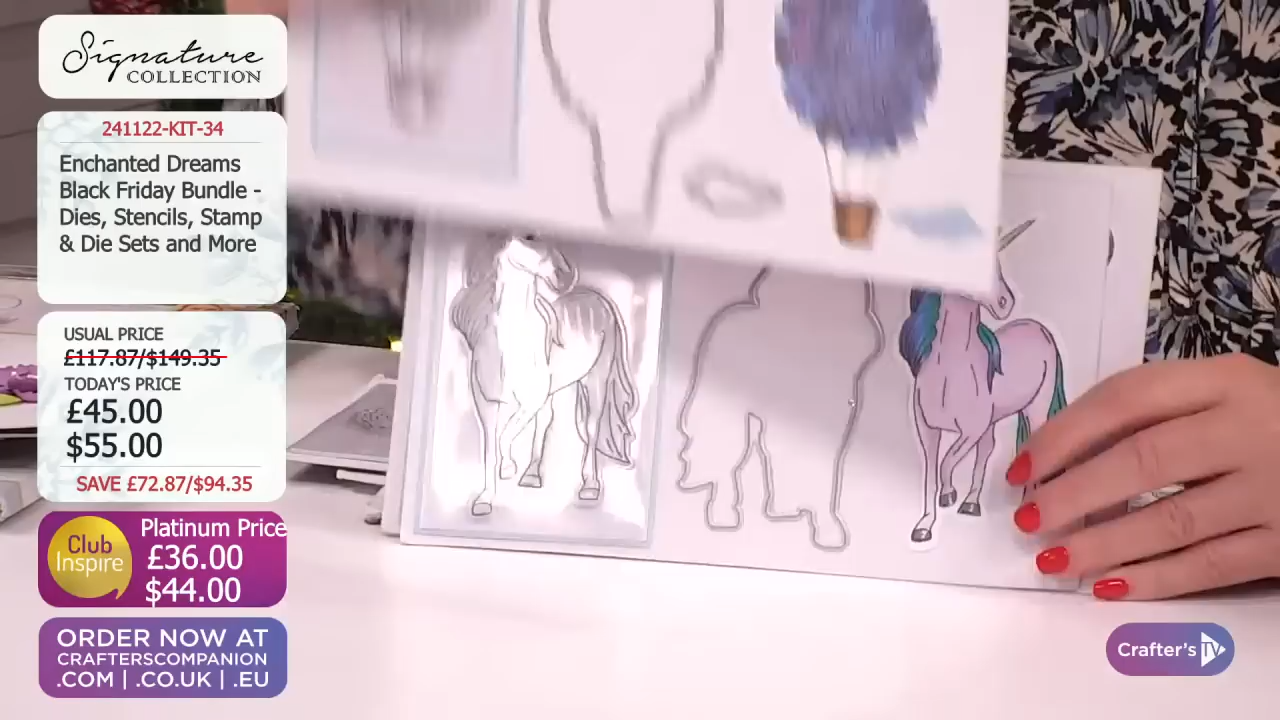 Signature
COLLECTION
241122-KIT-34
Enchanted Dreams
Black Friday Bundle -
Dies, Stencils, Stamp
& Die Sets and More
USUAL PRICE
£117.87/$149.35
TODAY'S PRICE
£45.00
$55.00
SAVE £72.87/$94.35
Club
Inspire
Platinum Price
£36.00
$44.00
ORDER NOW AT
CRAFTERSCOMPANION
.COM | .CO.UK | .EU
Crafter's TV